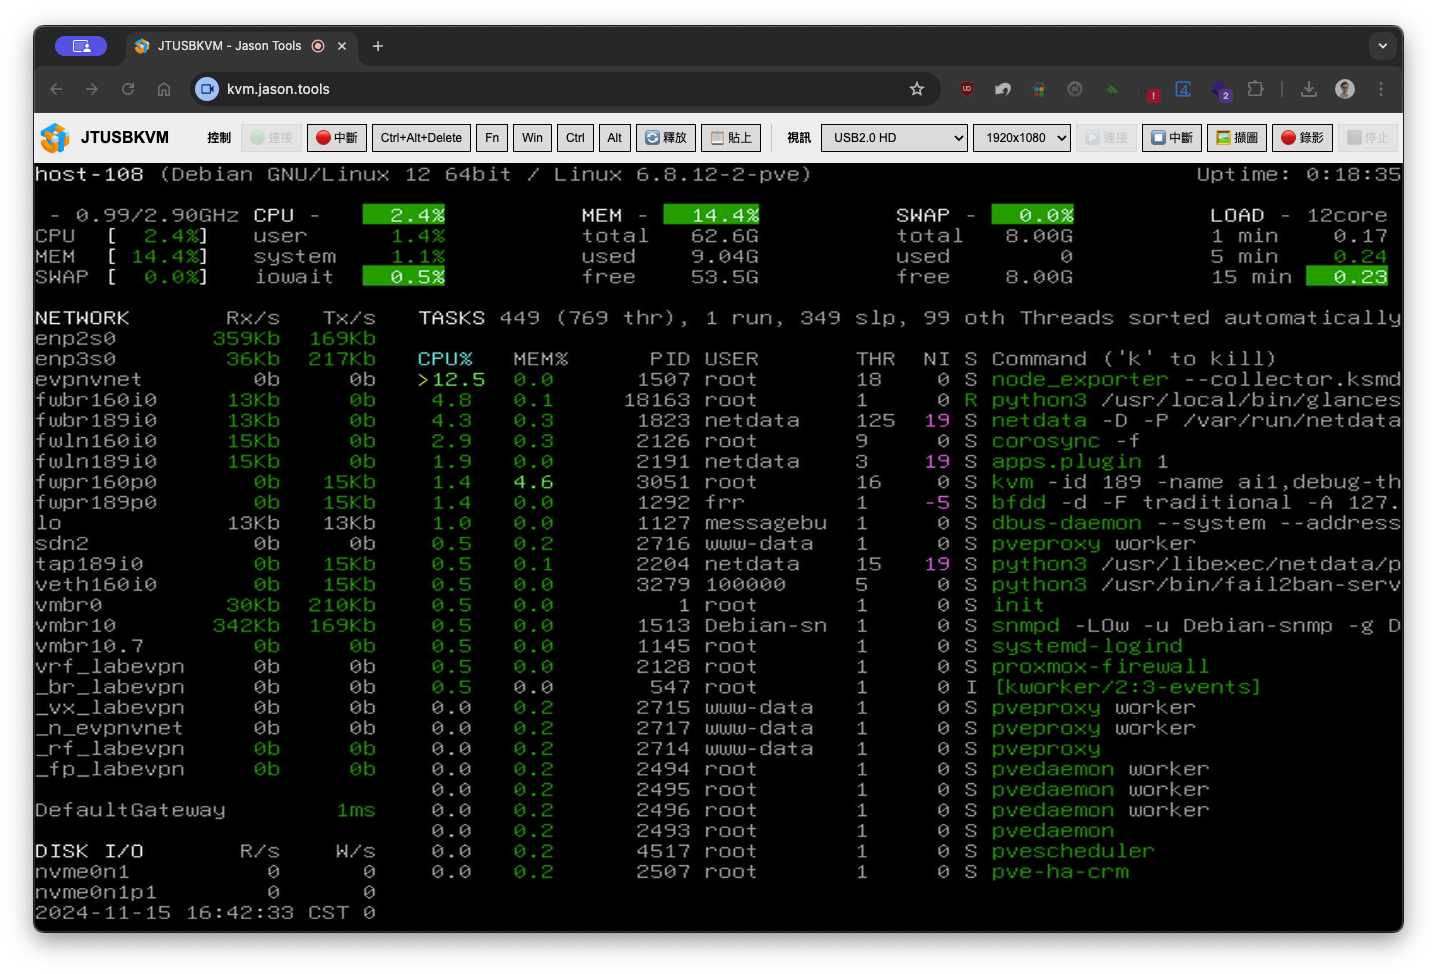 JTUSBKVM - Jason Tools
kvm.jason.tools
JTUSBKVM 控制 連接 中斷 Ctrl+Alt+Delete Fn Win Ctrl Alt 釋放 貼上 視訊 USB2.0 HD 1920x1080 連接 中斷 擷圖 錄影 停止
host-108 (Debian GNU/Linux 12 64bit / Linux 6.8.12-2-pve) Uptime: 0:18:35
- 0.99/2.90GHz CPU - 2.4% MEM - 14.4% SWAP - 0.0% LOAD - 12core
CPU [ 2.4%] user 1.4% total 62.6G total 8.00G 1 min 0.17
MEM [ 14.4%] system 1.1% used 9.04G used 0 5 min 0.24
SWAP [ 0.0%] iowait 0.5% free 53.5G free 8.00G 15 min 0.23
NETWORK Rx/s Tx/s TASKS 449 (769 thr), 1 run, 349 slp, 99 oth Threads sorted automatically
enp2s0 359Kb 169Kb
enp3s0 36Kb 217Kb CPU% MEM% PID USER THR NI S Command ('k' to kill)
evpnvnet 0b 0b >12.5 0.0 1507 root 18 0 S node_exporter --collector.ksmd
fwbr160i0 13Kb 0b 4.8 0.1 18163 root 1 0 R python3 /usr/local/bin/glances
fwbr189i0 13Kb 0b 4.3 0.3 1823 netdata 125 19 S netdata -D -P /var/run/netdata
fwln160i0 15Kb 0b 2.9 0.3 2126 root 9 0 S corosync -f
fwln189i0 15Kb 0b 1.9 0.0 2191 netdata 3 19 S apps.plugin 1
fwpr160p0 0b 15Kb 1.4 4.6 3051 root 16 0 S kvm -id 189 -name ai1,debug-th
fwpr189p0 0b 15Kb 1.4 0.0 1292 frr 1 -5 S bfdd -d -F traditional -A 127.
lo 13Kb 13Kb 1.0 0.0 1127 messagebu 1 0 S dbus-daemon --system --address
sdn2 0b 0b 0.5 0.2 2716 www-data 1 0 S pveproxy worker
tap189i0 0b 15Kb 0.5 0.1 2204 netdata 15 19 S python3 /usr/libexec/netdata/p
veth160i0 0b 15Kb 0.5 0.0 3279 100000 5 0 S python3 /usr/bin/fail2ban-serv
vmbr0 30Kb 210Kb 0.5 0.0 1 root 1 0 S init
vmbr10 342Kb 169Kb 0.5 0.0 1513 Debian-sn 1 0 S snmpd -LOw -u Debian-snmp -g D
vmbr10.7 0b 0b 0.5 0.0 1145 root 1 0 S systemd-logind
vrf_labevpn 0b 0b 0.5 0.2 2128 root 1 0 S proxmox-firewall
_br_labevpn 0b 0b 0.5 0.0 547 root 1 0 I [kworker/2:3-events]
_vx_labevpn 0b 0b 0.0 0.2 2715 www-data 1 0 S pveproxy worker
_n_evpnvnet 0b 0b 0.0 0.2 2717 www-data 1 0 S pveproxy worker
_rf_labevpn 0b 0b 0.0 0.2 2714 www-data 1 0 S pveproxy
_fp_labevpn 0b 0b 0.0 0.2 2494 root 1 0 S pvedaemon worker
0.0 0.2 2495 root 1 0 S pvedaemon worker
DefaultGateway 1ms 0.0 0.2 2496 root 1 0 S pvedaemon worker
0.0 0.2 2493 root 1 0 S pvedaemon
DISK I/O R/s W/s 0.0 0.2 4517 root 1 0 S pvescheduler
nvme0n1 0 0 0.0 0.2 2507 root 1 0 S pve-ha-crm
nvme0n1p1 0 0
2024-11-15 16:42:33 CST 0